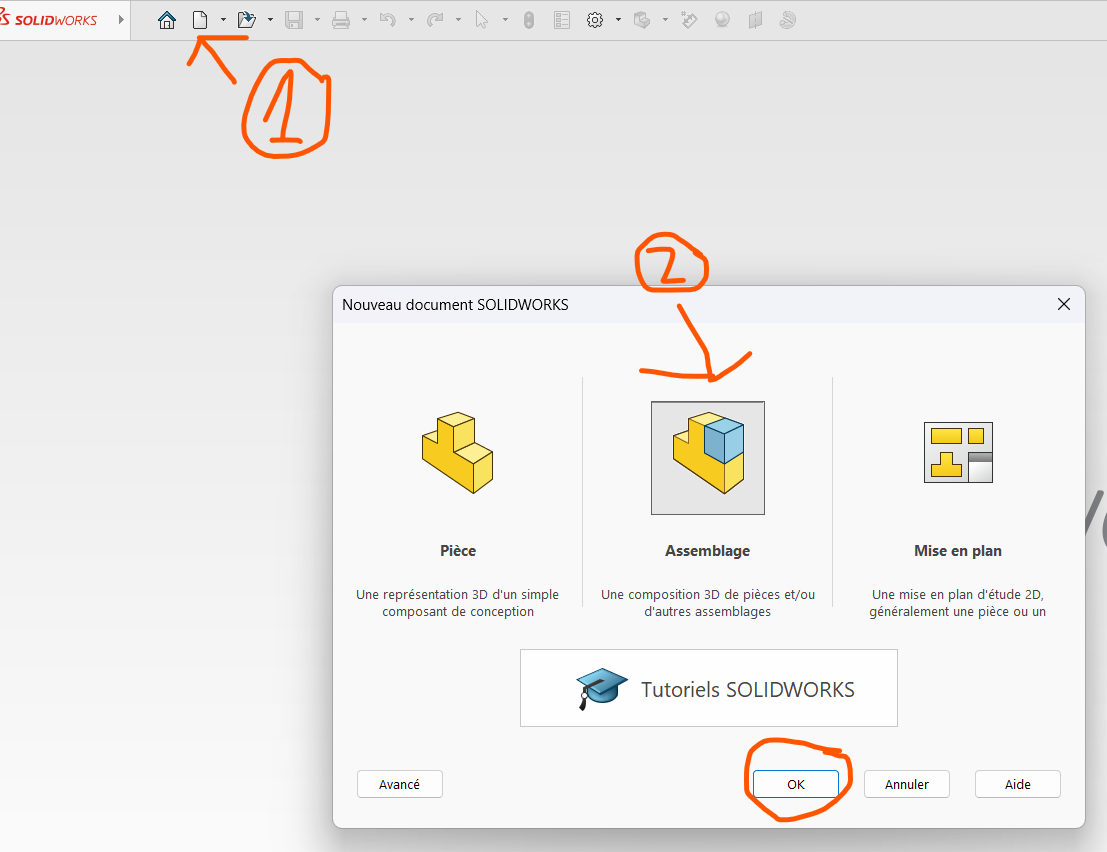 SOLIDWORKS
1
2
Nouveau document SOLIDWORKS
Pièce
Une représentation 3D d'un simple
composant de conception
Assemblage
Une composition 3D de pièces et/ou
d'autres assemblages
Mise en plan
Une mise en plan d'étude 2D,
généralement une pièce ou un
Tutoriels SOLIDWORKS
Avancé
OK
Annuler
Aide